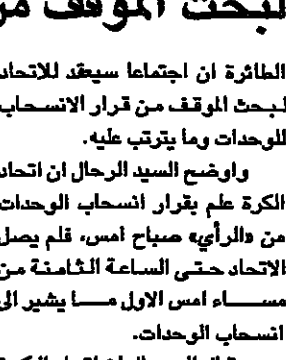 لبحث الموقف من
الطائرة ان اجتماعا سيعقد للاتحاد
لبحث الموقف من قرار الانسحاب
للوحدات وما يترتب عليه.
واوضح السيد الرحال ان اتحاد
الكرة علم بقرار انسحاب الوحدات
من «الرأي» صباح امس، فلم يصل
الاتحاد حتى الساعة الثامنة من
مساء امس الاول ما يشير الى
انسحاب الوحدات.